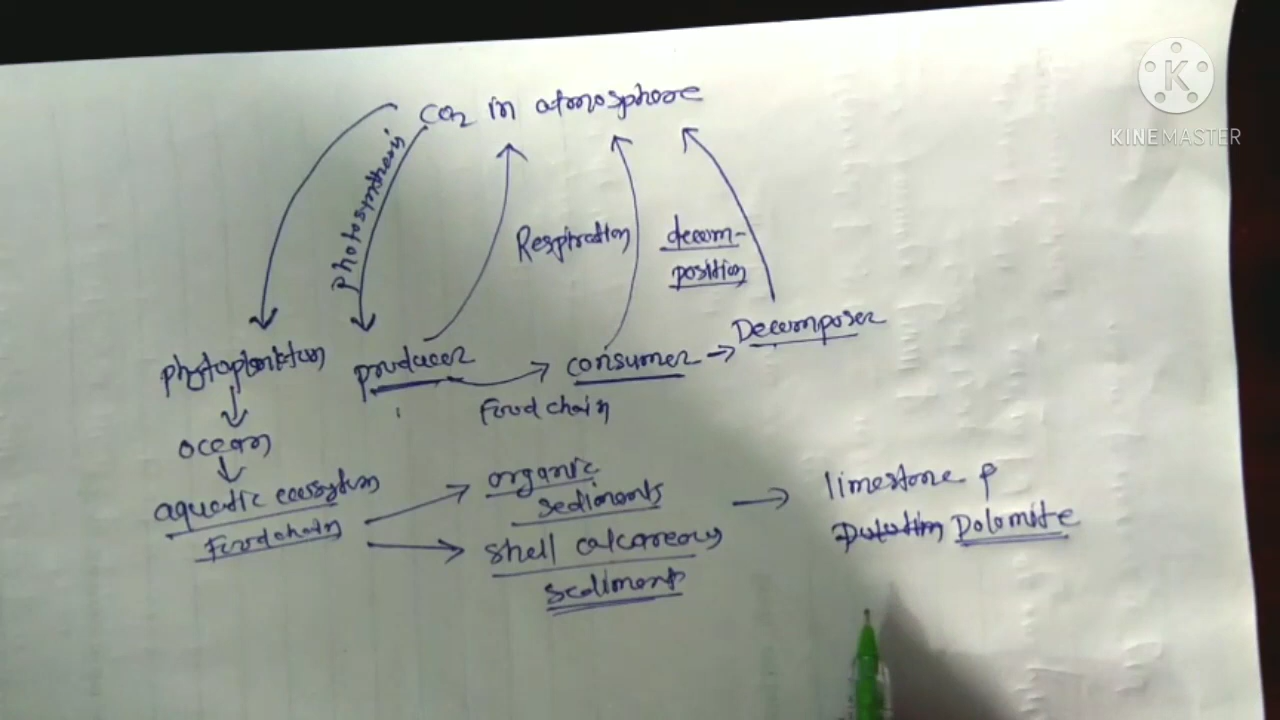 CO2 in atmosphere
photosynthesis
Respiration
decom-
position
phytoplankton
producer
consumer
Decomposer
food chain
ocean
aquatic ecosystem
Food chain
organic
sediments
shell calcareous
sediment
limestone &
Dolomite
KINEMASTER